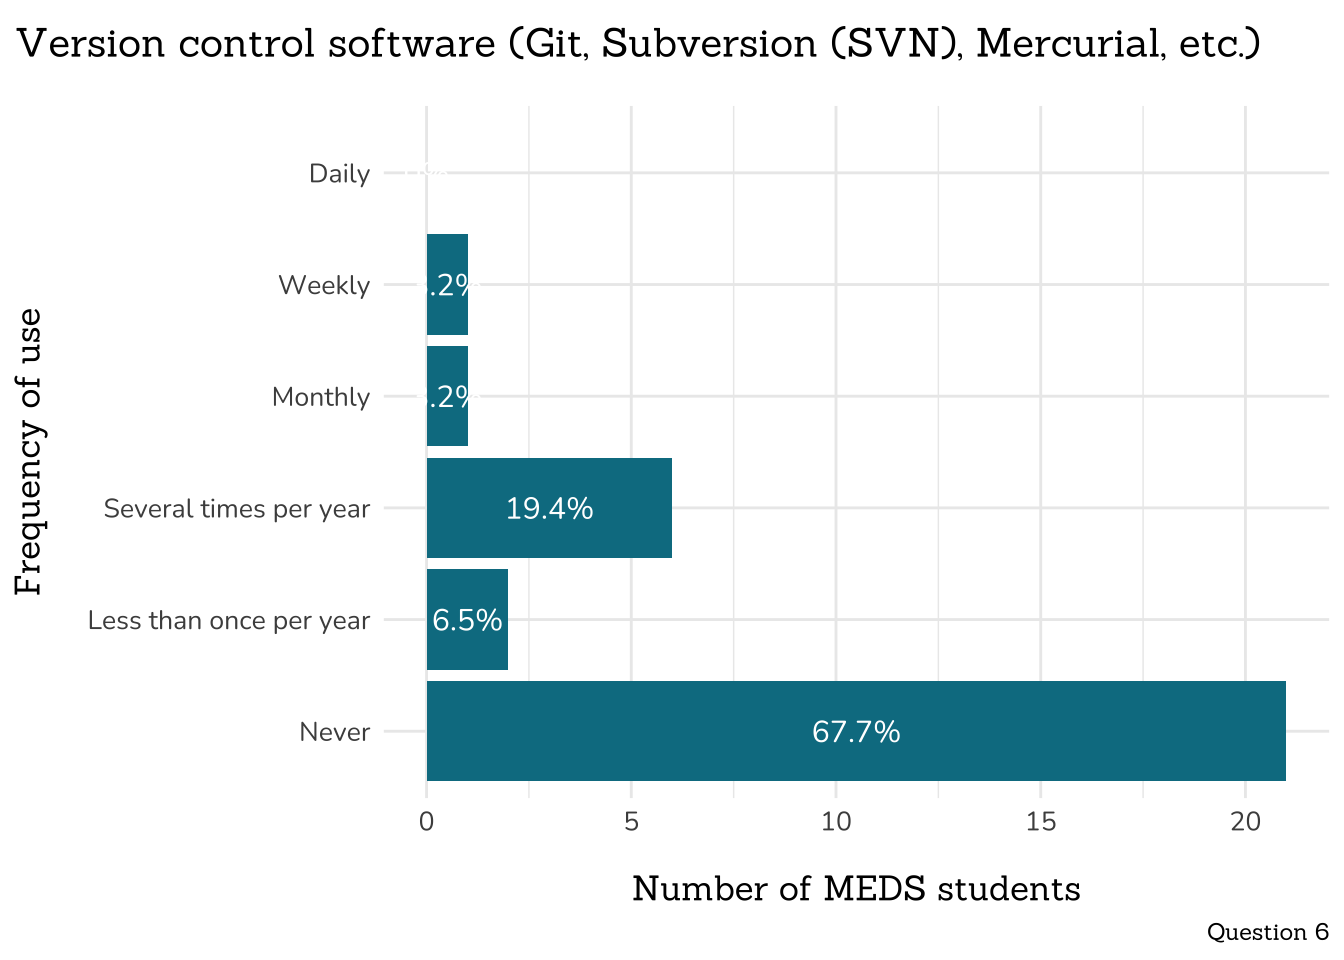 Version control software (Git, Subversion (SVN), Mercurial, etc.)
Frequency of use
Daily
Weekly
.2%
Monthly
.2%
Several times per year
19.4%
Less than once per year
6.5%
Never
67.7%
0 5 10 15 20
Number of MEDS students
Question 6